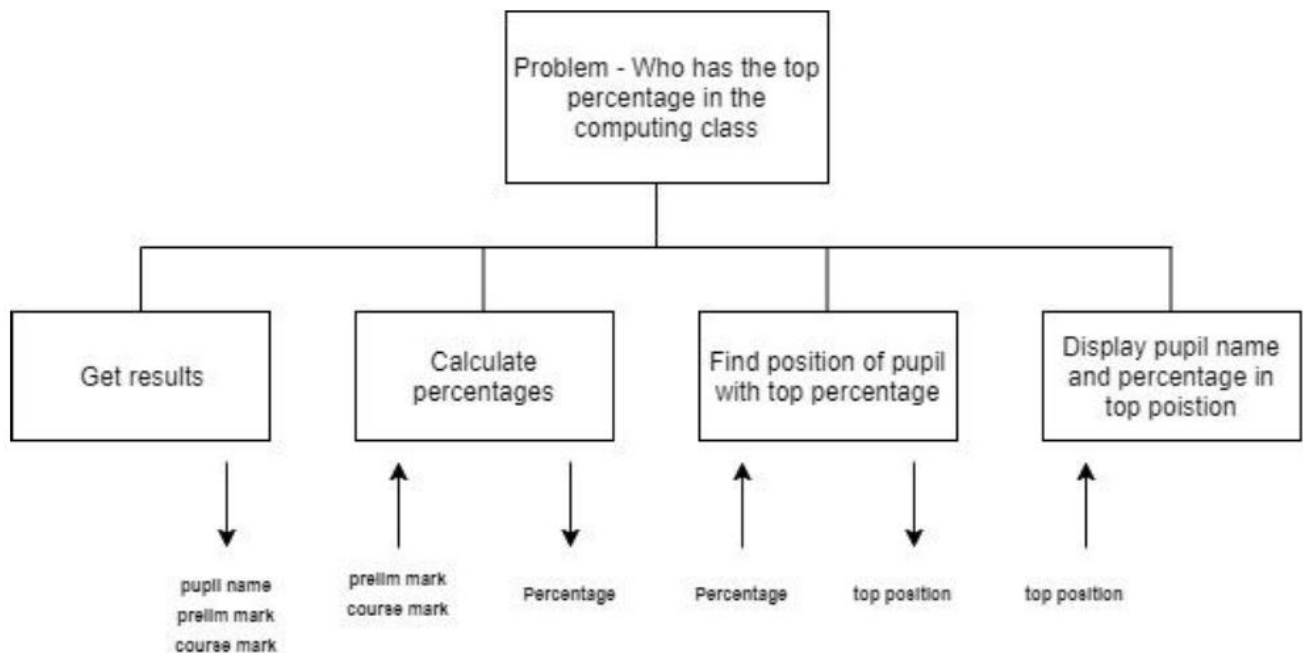 Problem - Who has the top
percentage in the
computing class
Get results
Calculate
percentages
Find position of pupil
with top percentage
Display pupil name
and percentage in
top poistion
pupil name
prelim mark
course mark
prelim mark
course mark
Percentage
Percentage
top position
top position